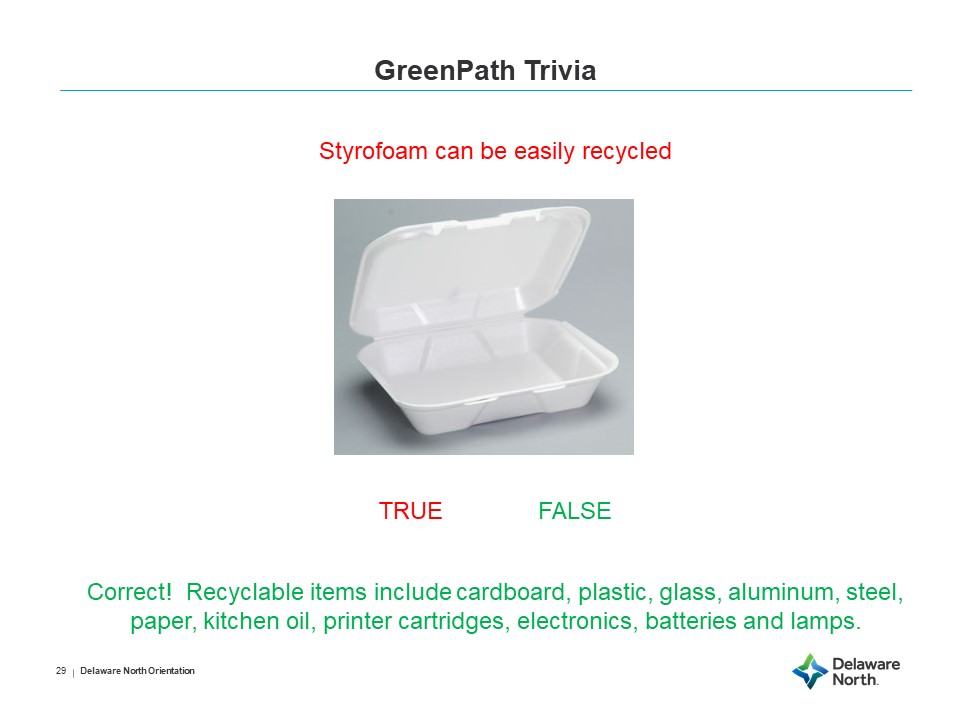 GreenPath Trivia
Styrofoam can be easily recycled
TRUE FALSE
Correct!  Recyclable items include cardboard, plastic, glass, aluminum, steel,
paper, kitchen oil, printer cartridges, electronics, batteries and lamps.
29 | Delaware North Orientation
Delaware
North.